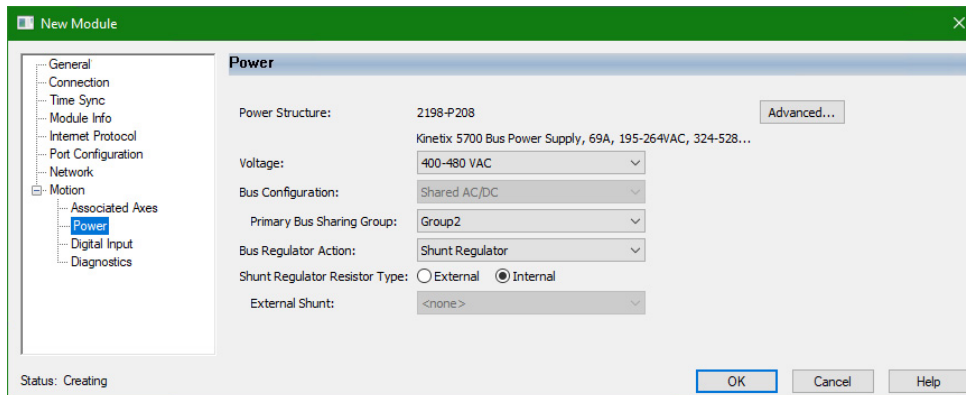 New Module
General
Connection
Time Sync
Module Info
Internet Protocol
Port Configuration
Network
Motion
Associated Axes
Power
Digital Input
Diagnostics
Power
Power Structure: 2198-P208 Advanced...
Kinetix 5700 Bus Power Supply, 69A, 195-264VAC, 324-528...
Voltage: 400-480 VAC
Bus Configuration: Shared AC/DC
Primary Bus Sharing Group: Group2
Bus Regulator Action: Shunt Regulator
Shunt Regulator Resistor Type: External Internal
External Shunt: <none>
Status: Creating OK Cancel Help